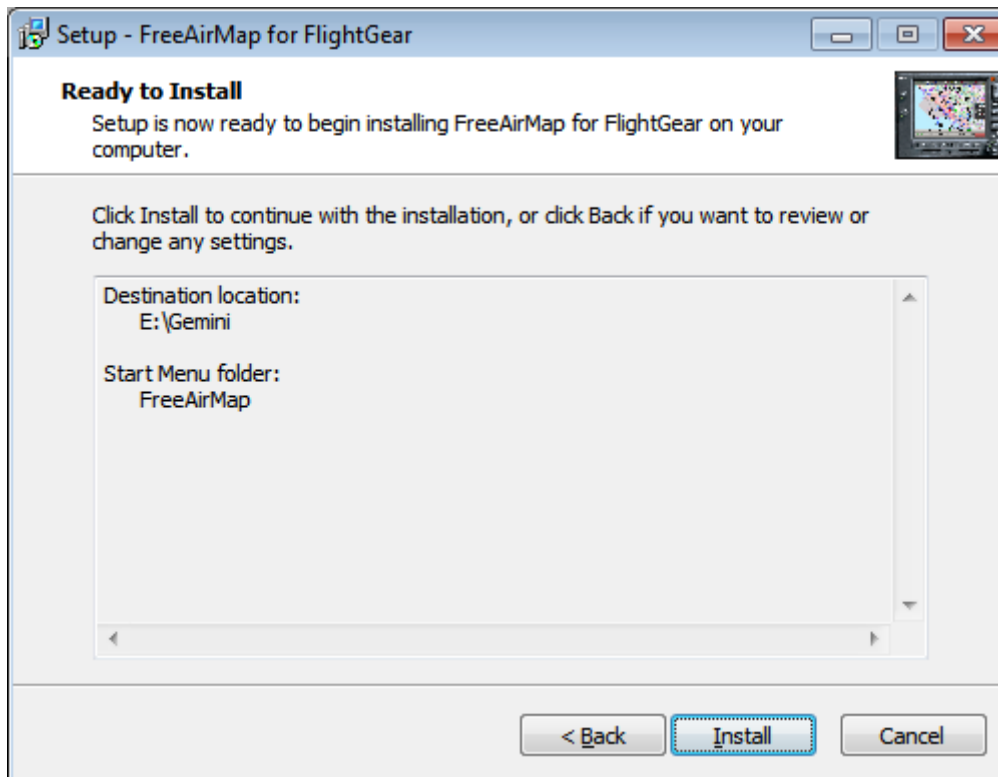 Setup - FreeAirMap for FlightGear
Ready to Install
Setup is now ready to begin installing FreeAirMap for FlightGear on your
computer.
Click Install to continue with the installation, or click Back if you want to review or
change any settings.
Destination location:
E:\Gemini
Start Menu folder:
FreeAirMap
< Back
Install
Cancel